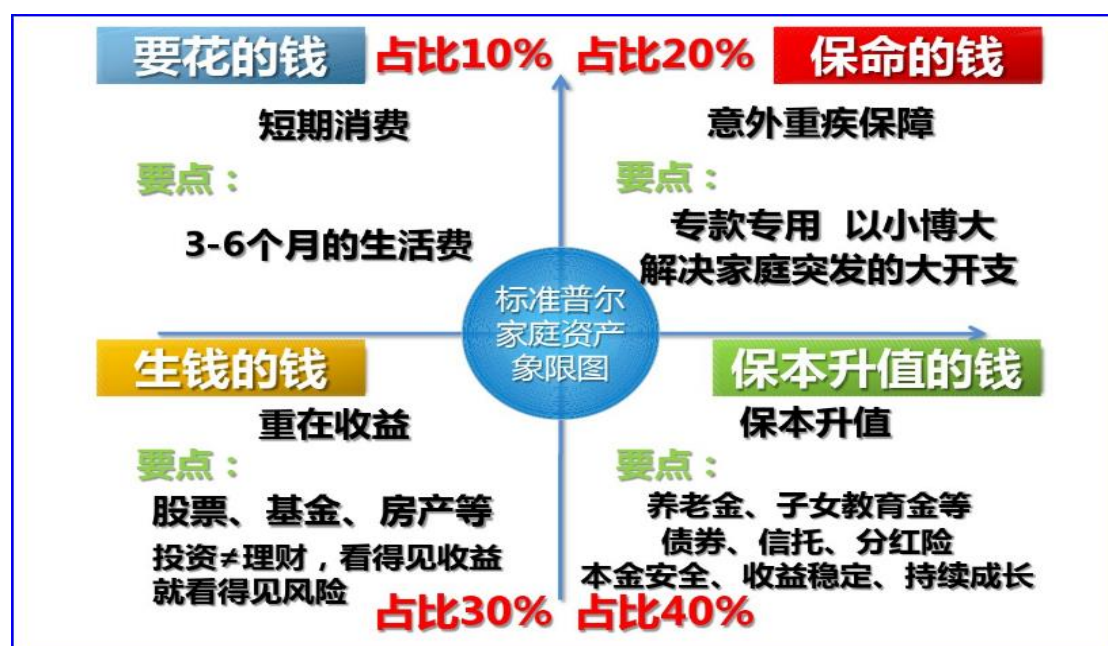 要花的钱
占比10%
短期消费
要点：
3-6个月的生活费
占比20%
保命的钱
意外重疾保障
要点：
专款专用 以小博大
解决家庭突发的大开支
标准普尔
家庭资产
象限图
生钱的钱
重在收益
要点：
股票、基金、房产等
投资≠理财，看得见收益
就看得见风险
占比30%
保本升值的钱
保本升值
要点：
养老金、子女教育金等
债券、信托、分红险
本金安全、收益稳定、持续成长
占比40%